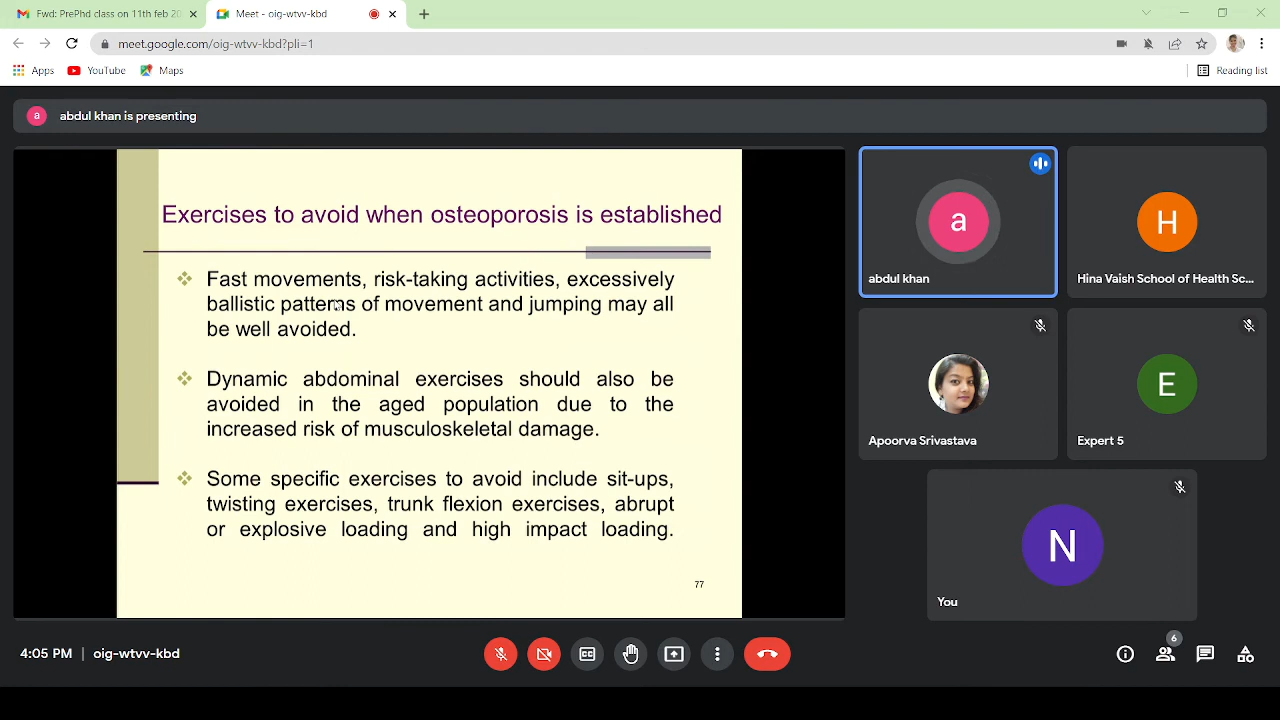 Fwd: PrePhd class on 11th feb 20
Meet - oig-wtvv-kbd
meet.google.com/oig-wtvv-kbd?pli=1
Apps
YouTube
Maps
Reading list
a
abdul khan is presenting
Exercises to avoid when osteoporosis is established
Fast movements, risk-taking activities, excessively
ballistic patterns of movement and jumping may all
be well avoided.
Dynamic abdominal exercises should also be
avoided in the aged population due to the
increased risk of musculoskeletal damage.
Some specific exercises to avoid include sit-ups,
twisting exercises, trunk flexion exercises, abrupt
or explosive loading and high impact loading.
77
a
abdul khan
H
Hina Vaish School of Health Sc...
Apoorva Srivastava
E
Expert 5
N
You
4:05 PM | oig-wtvv-kbd
CC
6